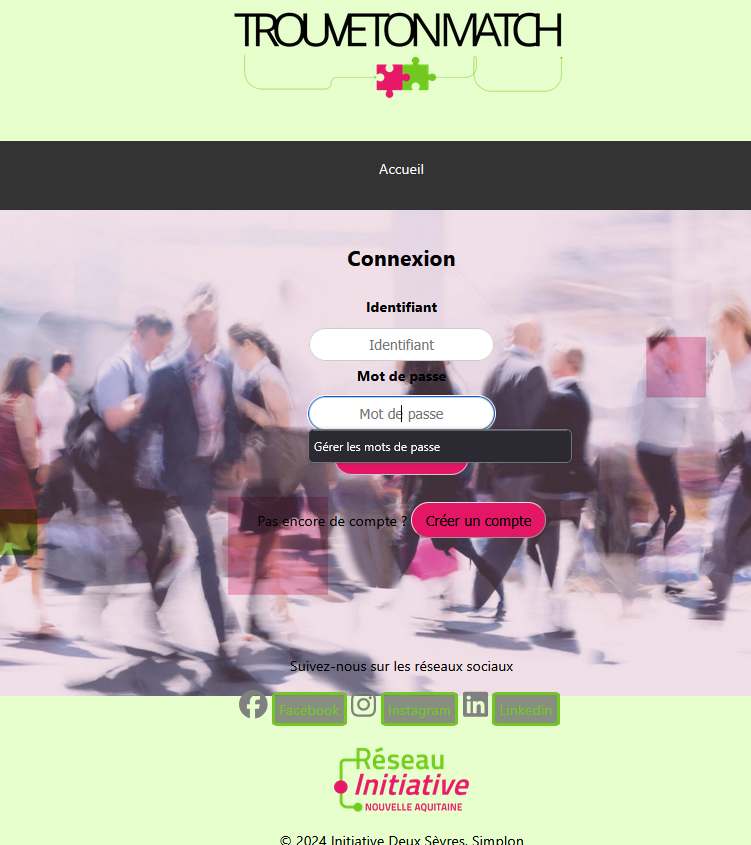 TROUVETONMATCH
Accueil
Connexion
Identifiant
Identifiant
Mot de passe
Mot de passe
Gérer les mots de passe
Pas encore de compte ? Créer un compte
Suivez-nous sur les réseaux sociaux
Facebook Instagram Linkedin
Réseau
Initiative
NOUVELLE AQUITAINE
© 2024 Initiative Deux Sèvres, Simplon